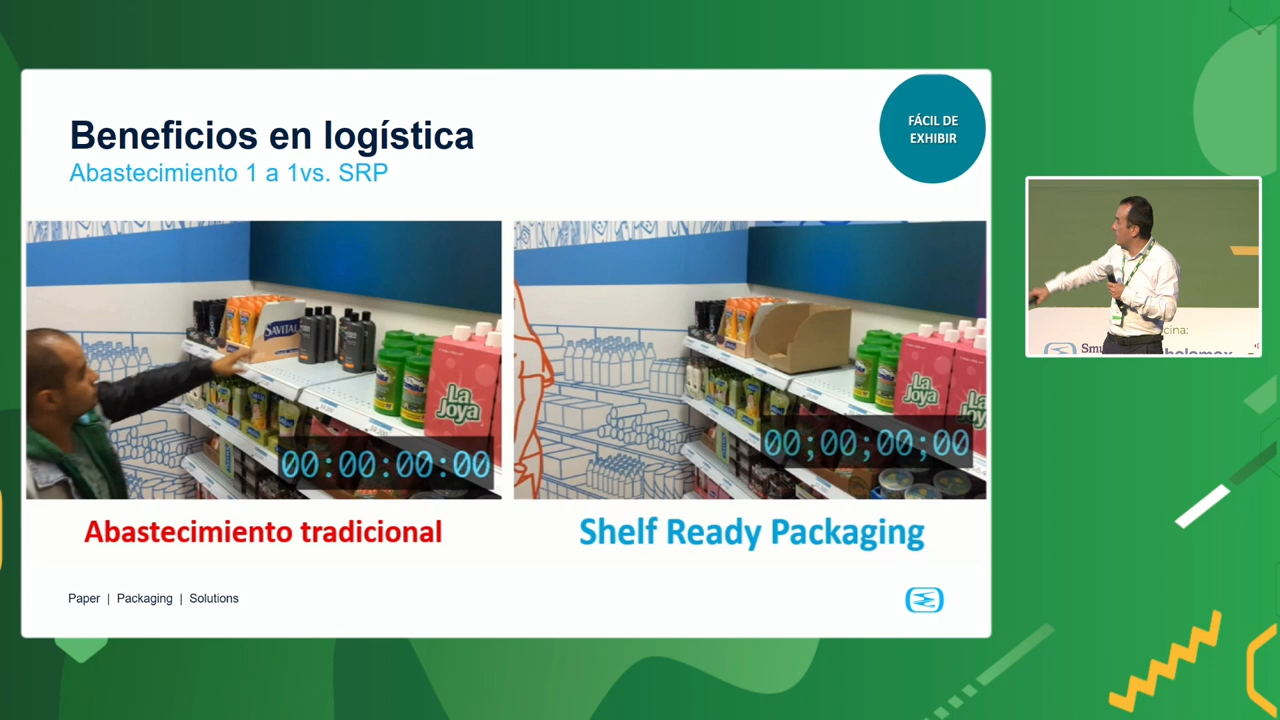 Beneficios en logística
Abastecimiento 1 a 1vs. SRP
FÁCIL DE
EXHIBIR
SAVITAL
La
Joya
00:00:00:00
La
Joya
00;00;00;00
Abastecimiento tradicional
Shelf Ready Packaging
Paper | Packaging | Solutions
cina: